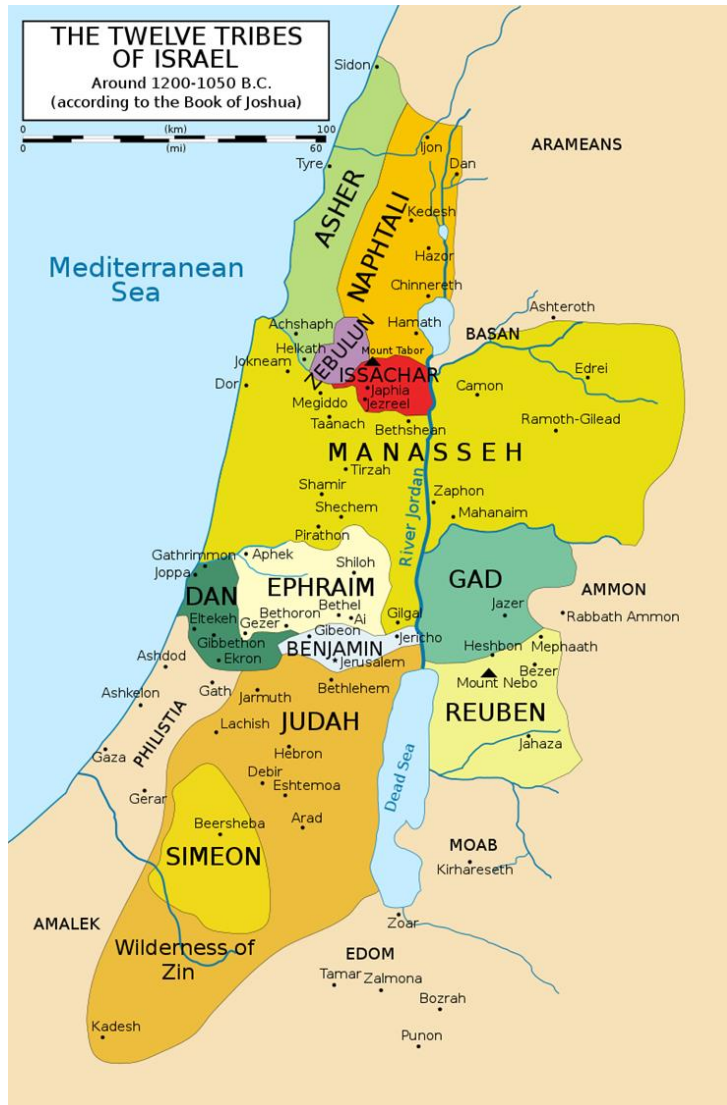 THE TWELVE TRIBES
OF ISRAEL
Around 1200-1050 B.C.
(according to the Book of Joshua)
0 (km) 100
0 (mi) 60
Sidon
Ijon
ARAMEANS
Tyre
Dan
ASHER
NAPHTALI
Kedesh
Mediterranean
Sea
Hazor
Chinnereth
Ashteroth
Achshaph
Hamath
BASAN
ZEBULUN
Helkath
Mount Tabor
Jokneam
ISSACHAR
Edrei
Dor
Japhia
Camon
Megiddo
Jezreel
Taanach
Bethshean
Ramoth-Gilead
MANASSEH
Tirzah
Shamir
River Jordan
Zaphon
Shechem
Mahanaim
Pirathon
Gathrimmon
Aphek
Shiloh
Joppa
EPHRAIM
GAD
DAN
AMMON
Bethel
Jazer
Eltekeh
Bethoron
Ai
Gilgal
Rabbath Ammon
Gezer
Gibeon
Gibbethon
Jericho
BENJAMIN
Heshbon
Mephaath
Ekron
Jerusalem
Ashdod
Bezer
Gath
Bethlehem
Mount Nebo
Ashkelon
Jarmuth
REUBEN
PHILISTIA
Lachish
JUDAH
Jahaza
Gaza
Hebron
Dead Sea
Debir
Eshtemoa
Gerar
Beersheba
Arad
MOAB
SIMEON
Kirhareseth
AMALEK
Zoar
Wilderness of
Zin
EDOM
Tamar
Zalmona
Bozrah
Kadesh
Punon